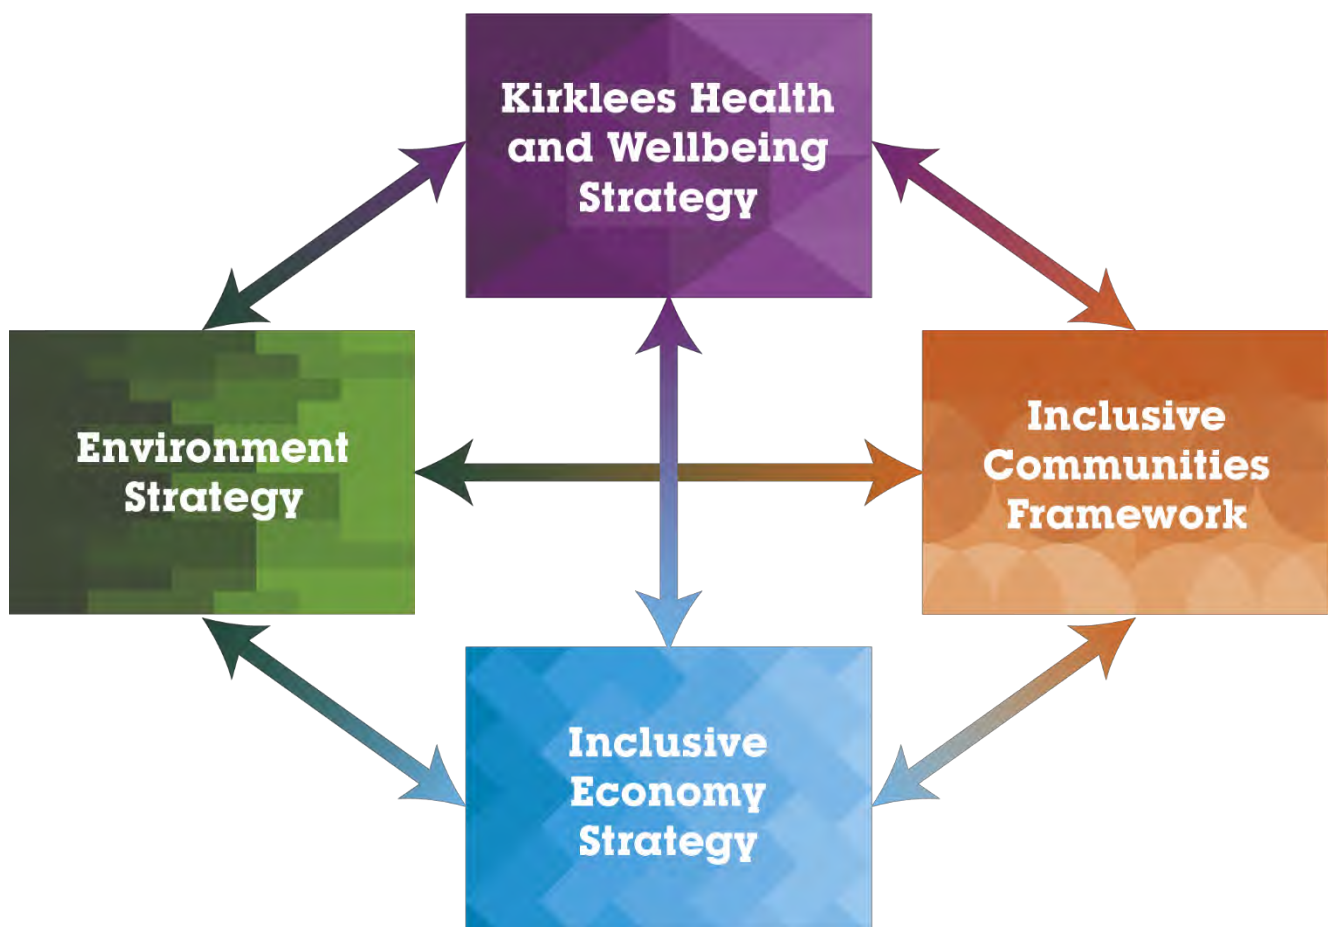 Kirklees Health
and Wellbeing
Strategy
Environment
Strategy
Inclusive
Communities
Framework
Inclusive
Economy
Strategy